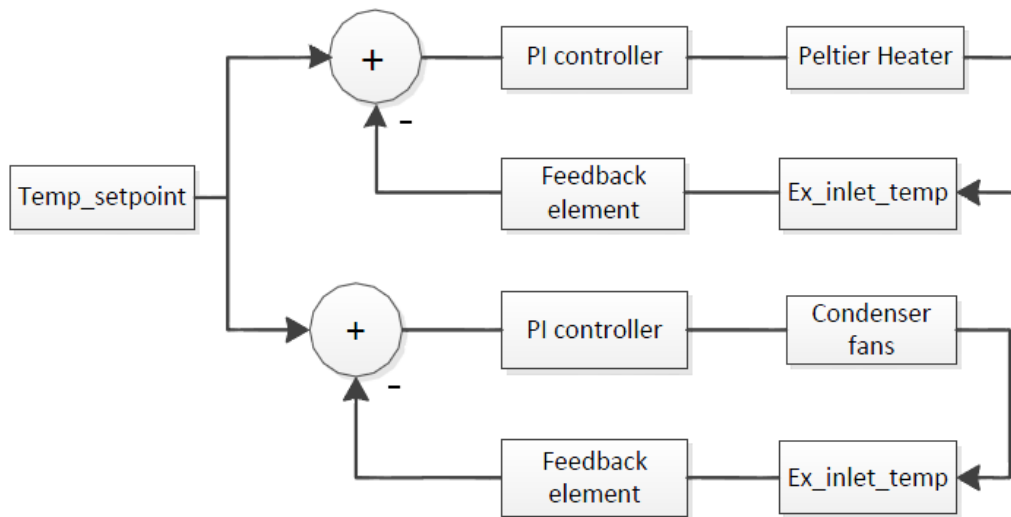 +
PI controller
Peltier Heater
-
Temp_setpoint
Feedback
element
Ex_inlet_temp
+
PI controller
Condenser
fans
-
Feedback
element
Ex_inlet_temp